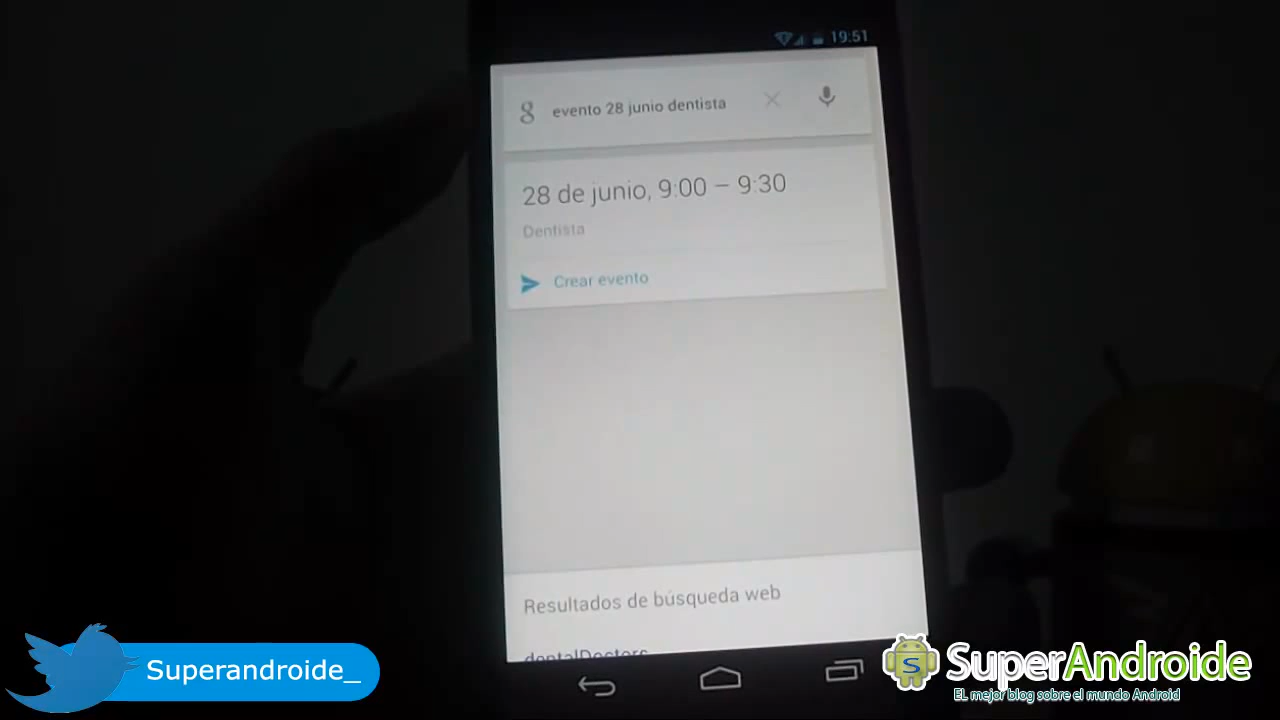 19:51
evento 28 junio dentista
28 de junio, 9:00 – 9:30
Dentista
Crear evento
Resultados de búsqueda web
dentalDoctors
Superandroide_
SuperAndroide
EL mejor blog sobre el mundo Android